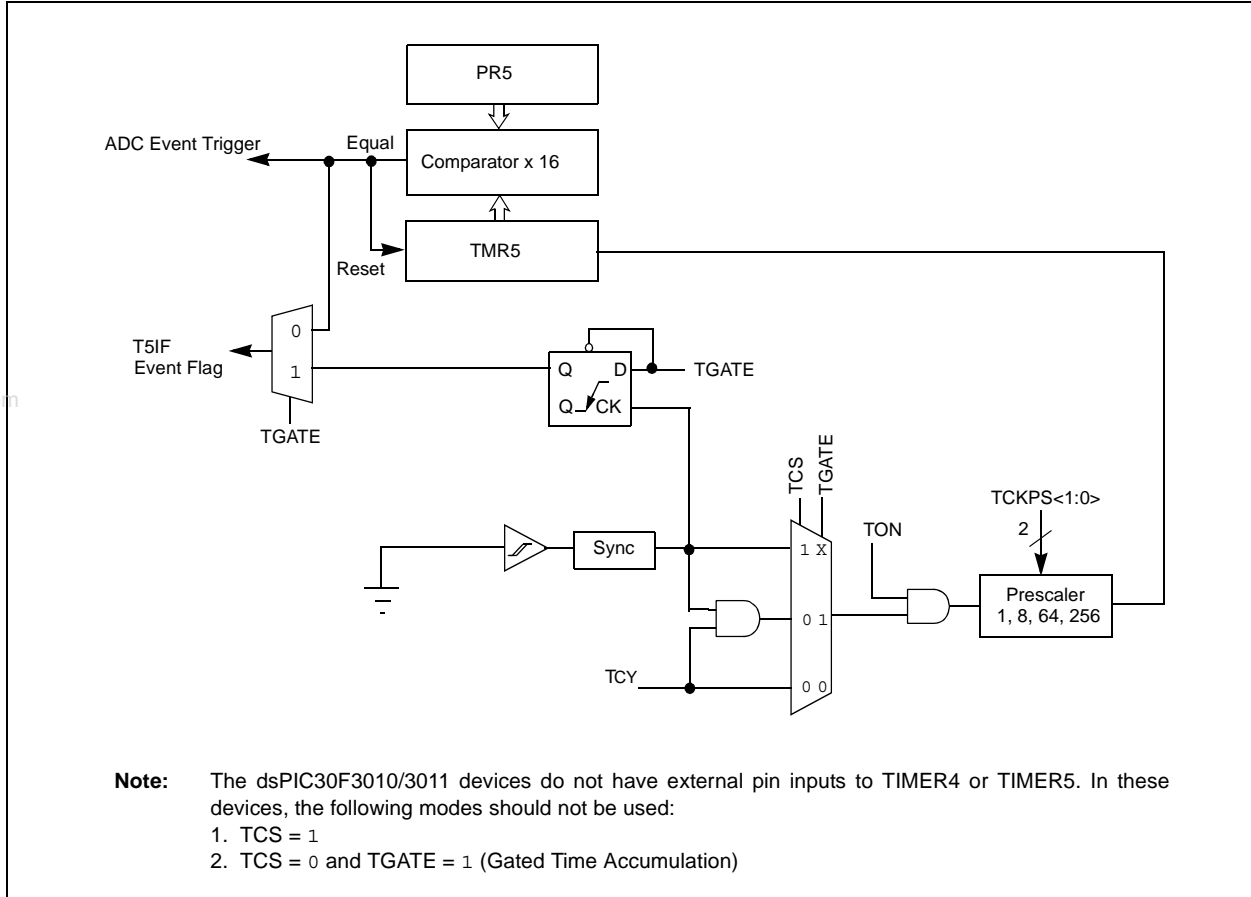 PR5
ADC Event Trigger
Equal
Comparator x 16
TMR5
Reset
0
T5IF
Event Flag
1
TGATE
Q D
TGATE
Q CK
TCS
TGATE
TCKPS<1:0>
2
TON
Sync
1 X
Prescaler
1, 8, 64, 256
0 1
TCY
0 0
Note: The dsPIC30F3010/3011 devices do not have external pin inputs to TIMER4 or TIMER5. In these
devices, the following modes should not be used:
1. TCS = 1
2. TCS = 0 and TGATE = 1 (Gated Time Accumulation)